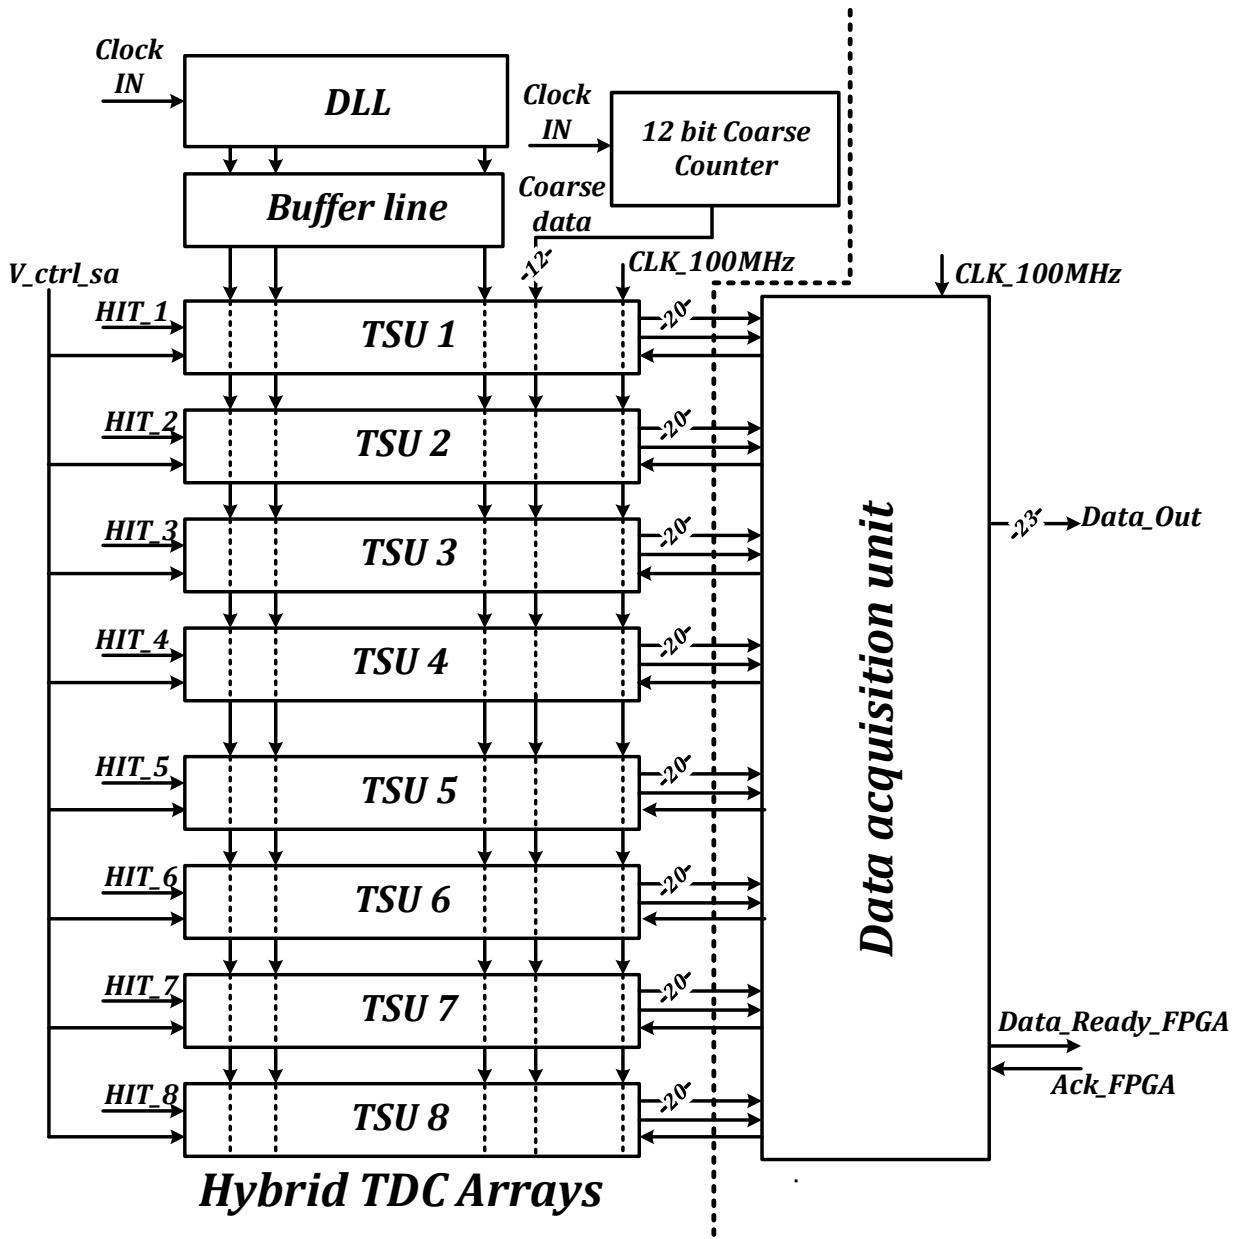 Clock
IN
DLL
Clock
IN
12 bit Coarse
Counter
Buffer line
Coarse
data
-12-
CLK_100MHz
V_ctrl_sa
CLK_100MHz
HIT_1
TSU 1
-20-
HIT_2
TSU 2
-20-
HIT_3
TSU 3
-20-
HIT_4
TSU 4
-20-
HIT_5
TSU 5
-20-
HIT_6
TSU 6
-20-
HIT_7
TSU 7
-20-
HIT_8
TSU 8
-20-
Data acquisition unit
-23-
Data_Out
Data_Ready_FPGA
Ack_FPGA
Hybrid TDC Arrays